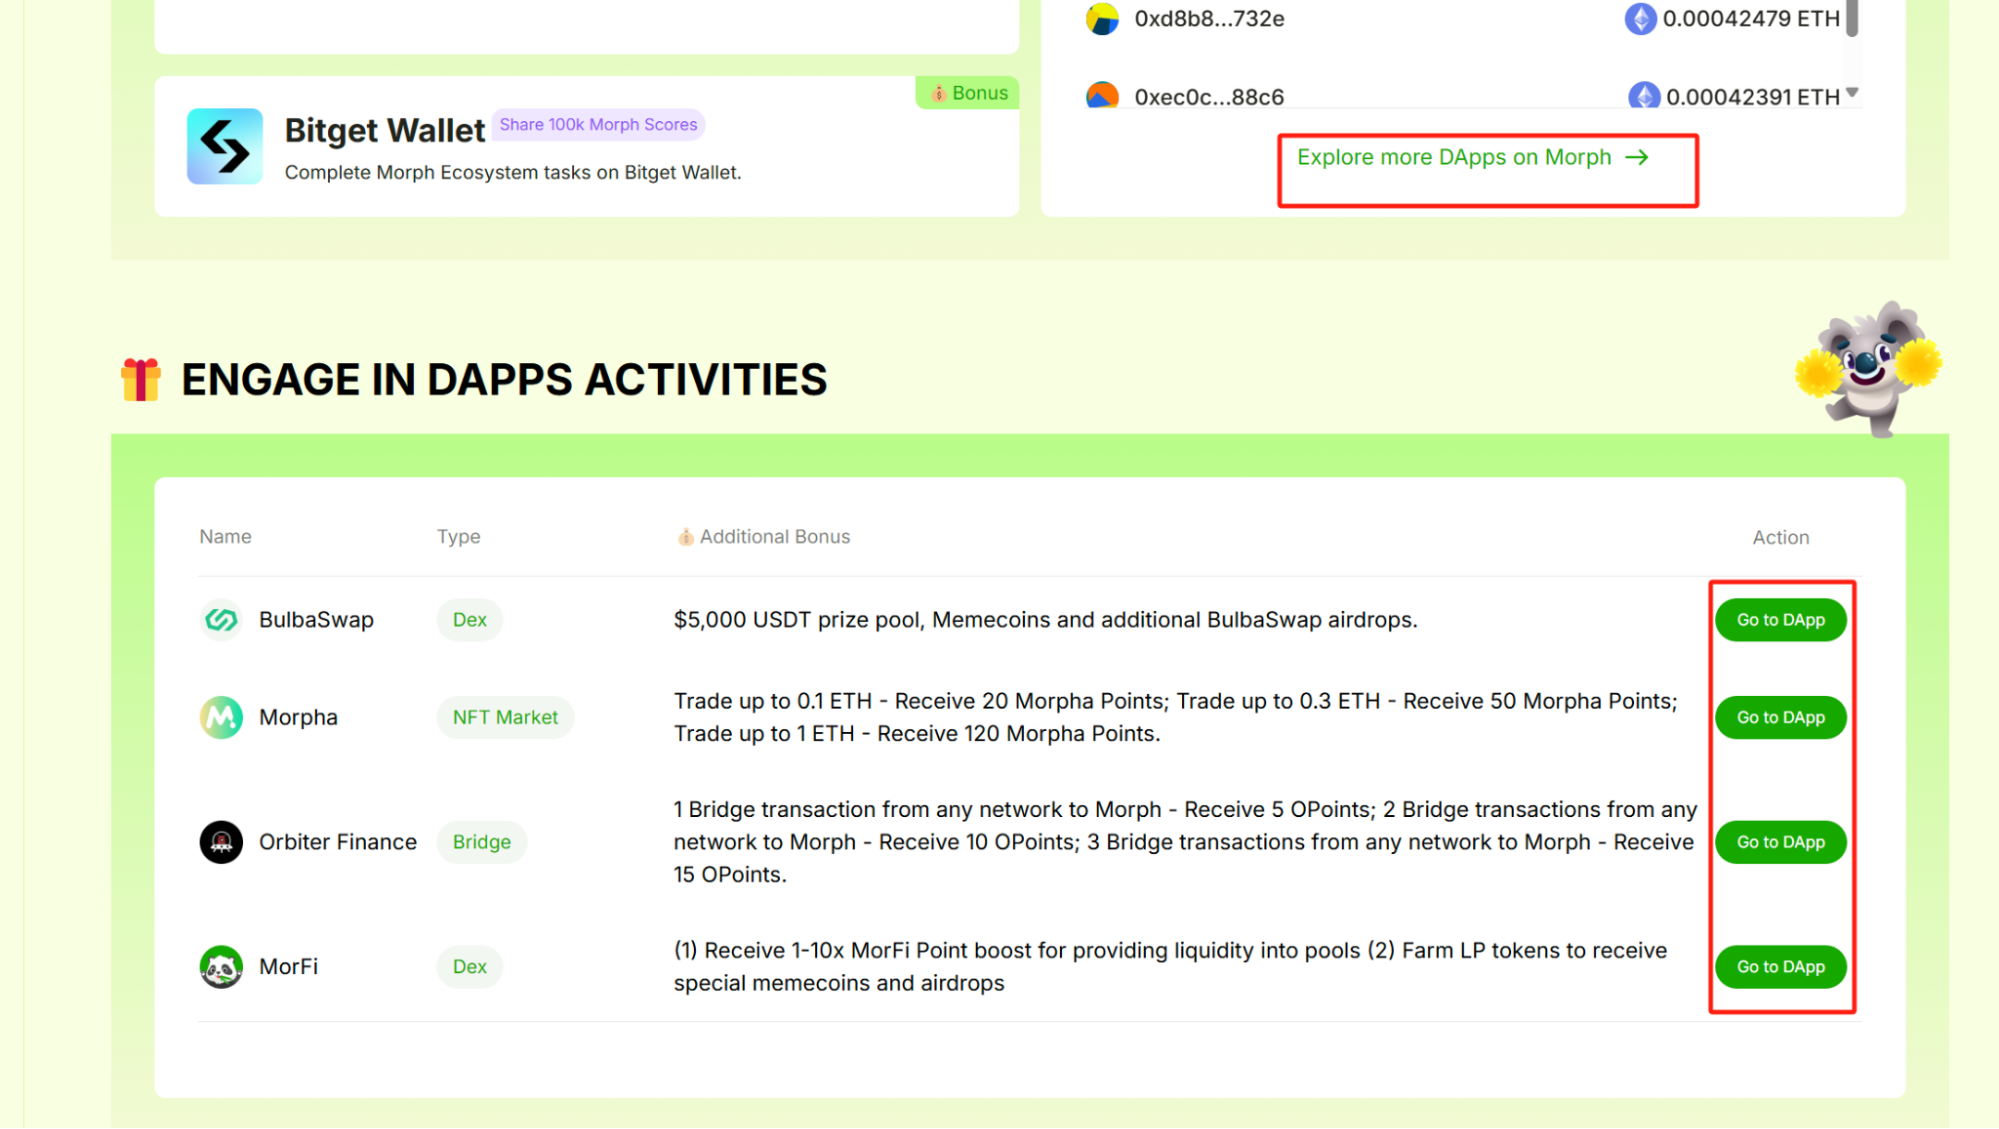 0xd8b8...732e
0.00042479 ETH
0xec0c...88c6
0.00042391 ETH
Explore more DApps on Morph →
Bonus
Bitget Wallet
Share 100k Morph Scores
Complete Morph Ecosystem tasks on Bitget Wallet.
ENGAGE IN DAPPS ACTIVITIES
Name
Type
Additional Bonus
Action
BulbaSwap
Dex
$5,000 USDT prize pool, Memecoins and additional BulbaSwap airdrops.
Go to DApp
Morpha
NFT Market
Trade up to 0.1 ETH - Receive 20 Morpha Points; Trade up to 0.3 ETH - Receive 50 Morpha Points;
Trade up to 1 ETH - Receive 120 Morpha Points.
Go to DApp
Orbiter Finance
Bridge
1 Bridge transaction from any network to Morph - Receive 5 OPoints; 2 Bridge transactions from any
network to Morph - Receive 10 OPoints; 3 Bridge transactions from any network to Morph - Receive
15 OPoints.
Go to DApp
MorFi
Dex
(1) Receive 1-10x MorFi Point boost for providing liquidity into pools (2) Farm LP tokens to receive
special memecoins and airdrops
Go to DApp